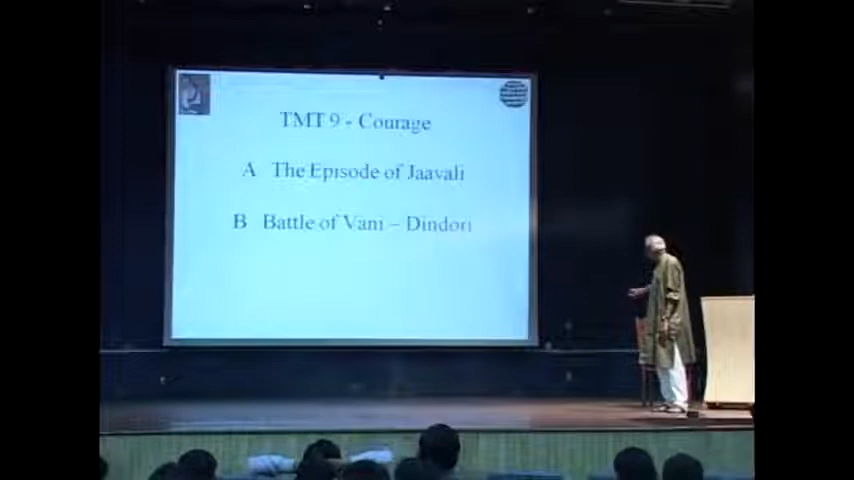 TMT 9 - Courage
A The Episode of Jaavali
B Battle of Vani – Dindori